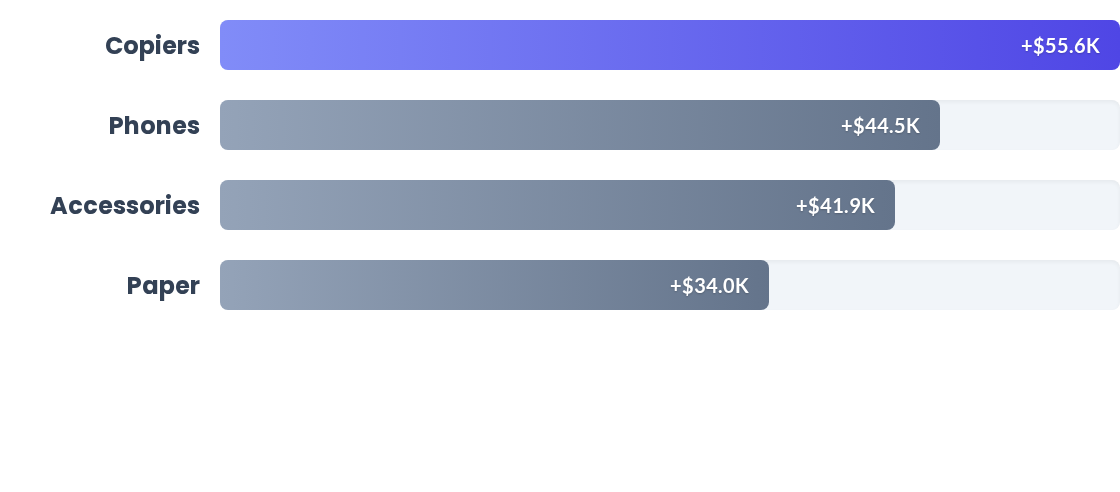 Copiers +$55.6K
Phones +$44.5K
Accessories +$41.9K
Paper +$34.0K